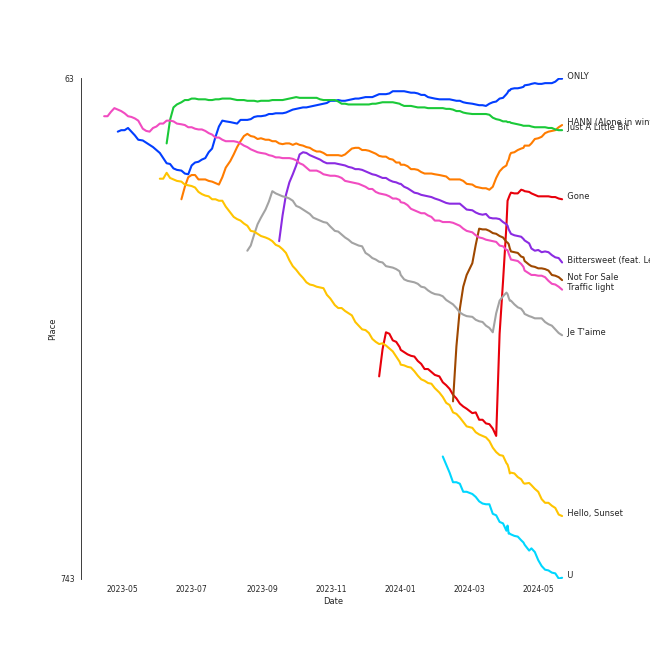 63
ONLY
HANN (Alone in win
Just A Little Bit
Gone
Bittersweet (feat. Le
Not For Sale
Traffic light
Je T'aime
Hello, Sunset
U
743
Place
2023-05 2023-07 2023-09 2023-11 2024-01 2024-03 2024-05
Date